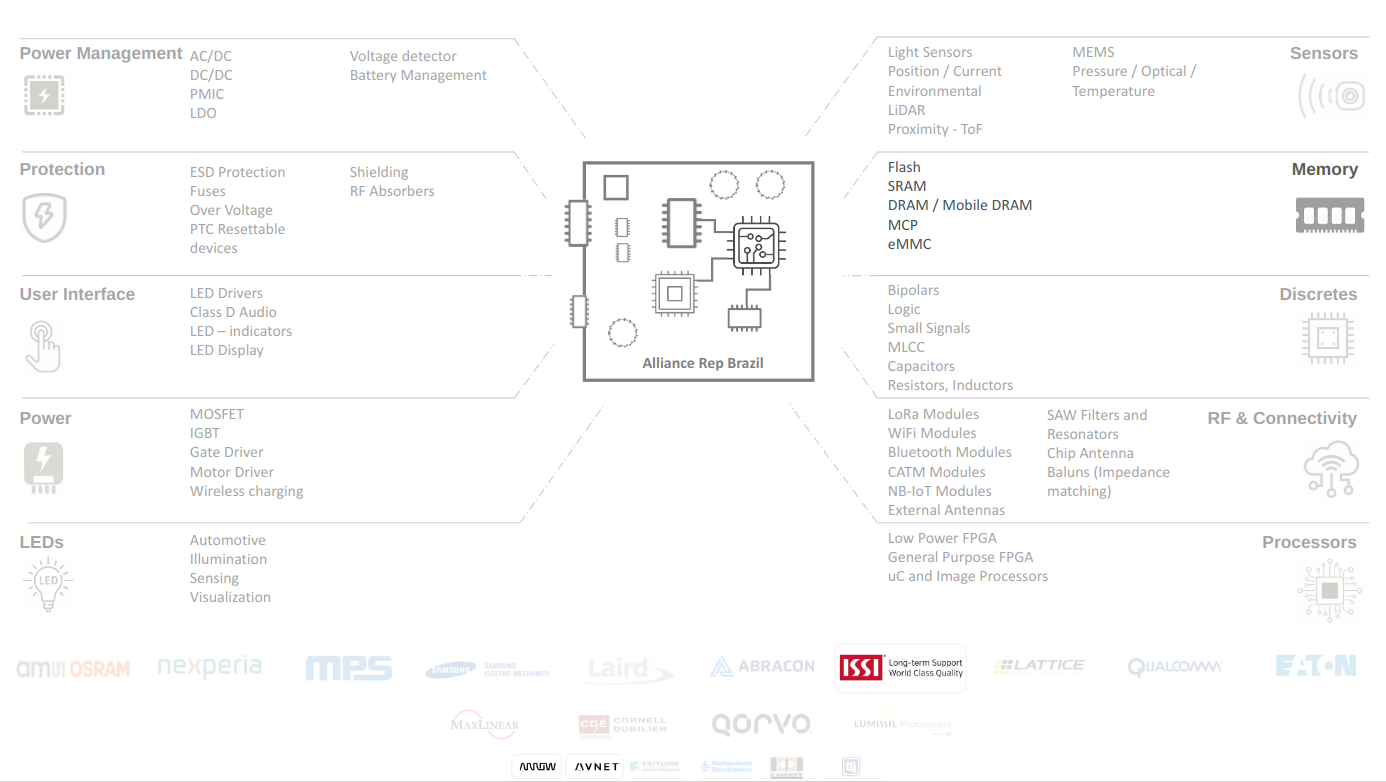 Power Management
AC/DC
DC/DC
PMIC
LDO
Voltage detector
Battery Management
Protection
ESD Protection
Fuses
Over Voltage
PTC Resettable
devices
Shielding
RF Absorbers
User Interface
LED Drivers
Class D Audio
LED – indicators
LED Display
Power
MOSFET
IGBT
Gate Driver
Motor Driver
Wireless charging
LEDs
LED
Automotive
Illumination
Sensing
Visualization
Alliance Rep Brazil
Light Sensors
Position / Current
Environmental
LiDAR
Proximity - ToF
MEMS
Pressure / Optical /
Temperature
Sensors
Flash
SRAM
DRAM / Mobile DRAM
MCP
eMMC
Memory
Bipolars
Logic
Small Signals
MLCC
Capacitors
Resistors, Inductors
Discretes
LoRa Modules
WiFi Modules
Bluetooth Modules
CATM Modules
NB-IoT Modules
External Antennas
SAW Filters and
Resonators
Chip Antenna
Baluns (Impedance
matching)
RF & Connectivity
Low Power FPGA
General Purpose FPGA
uC and Image Processors
Processors
amu OSRAM
nexperia
mps
SAMSUNG SAMSUNG
ELECTRO-MECHANICS
Laird
ABRACON
ISSI Long-term Support
World Class Quality
LATTICE
QUALCOMM
EATON
MAXLINEAR
CDE CORNELL
DUBILIER
QORVO
LUMISSIL Microsystems
ARROW
AVNET
FUTURE
ELECTRONICS
Richardson
Electronics